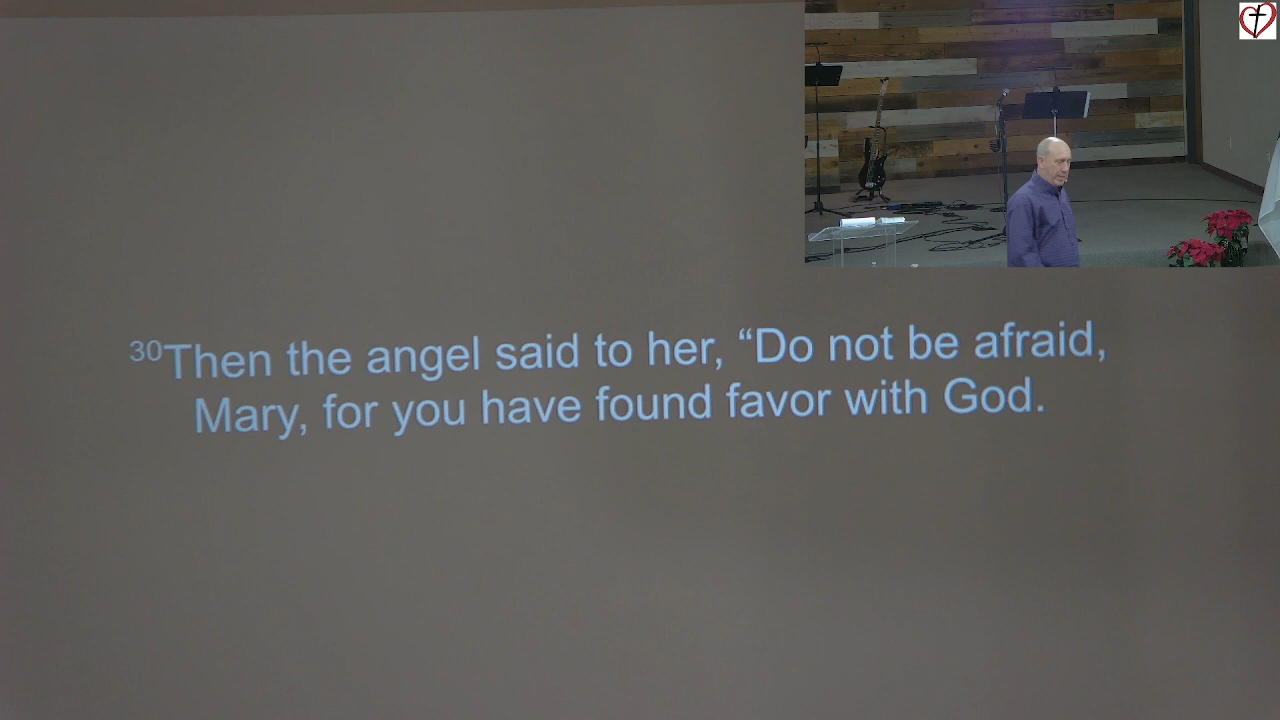 30Then the angel said to her, “Do not be afraid,
Mary, for you have found favor with God.